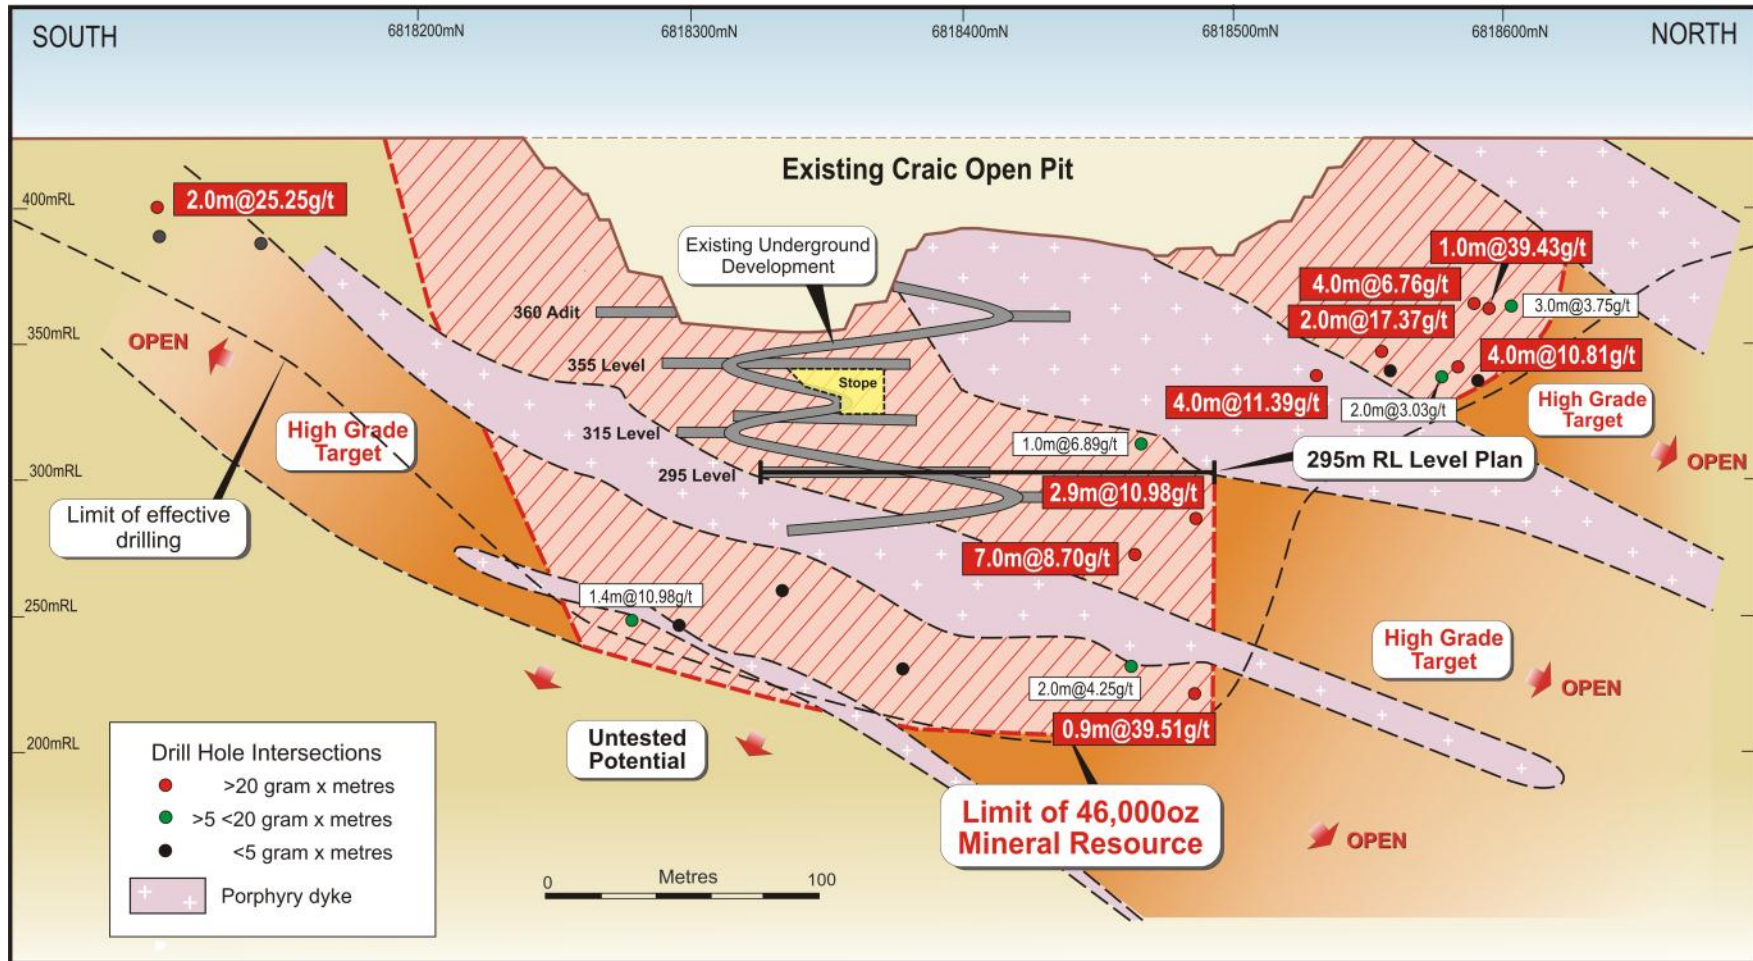 SOUTH
6818200mN
6818300mN
6818400mN
6818500mN
6818600mN
NORTH
Existing Craic Open Pit
400mRL
2.0m@25.25g/t
Existing Underground
Development
1.0m@39.43g/t
4.0m@6.76g/t
3.0m@3.75g/t
360 Adit
2.0m@17.37g/t
350mRL
OPEN
355 Level
4.0m@10.81g/t
Stope
4.0m@11.39g/t
2.0m@3.03g/t
High Grade
Target
High Grade
Target
315 Level
1.0m@6.89g/t
295m RL Level Plan
OPEN
300mRL
295 Level
2.9m@10.98g/t
Limit of effective
drilling
7.0m@8.70g/t
250mRL
1.4m@10.98g/t
High Grade
Target
2.0m@4.25g/t
OPEN
0.9m@39.51g/t
Untested
Potential
200mRL
Limit of 46,000oz
Mineral Resource
OPEN
Drill Hole Intersections
>20 gram x metres
>5 <20 gram x metres
<5 gram x metres
Porphyry dyke
0 Metres 100